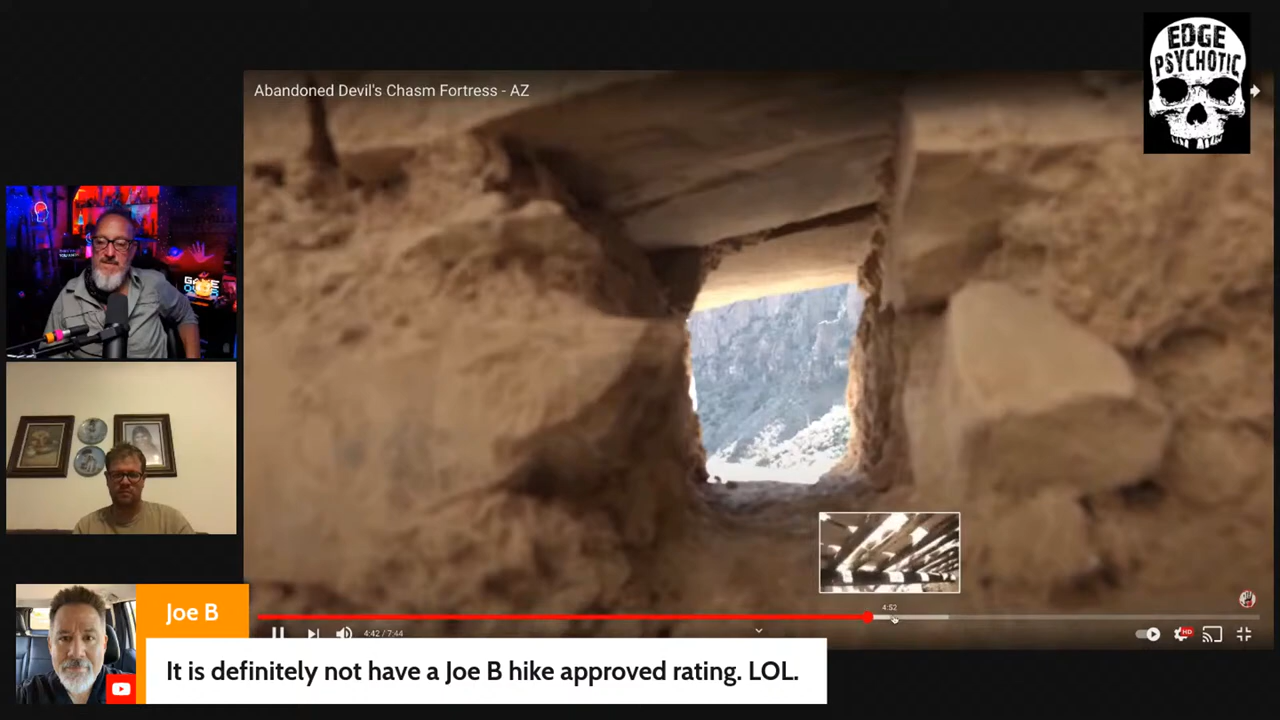 Abandoned Devil's Chasm Fortress - AZ
EDGE
PSYCHOTIC
4:52
4:42 / 7:44
HD
Joe B
It is definitely not have a Joe B hike approved rating. LOL.